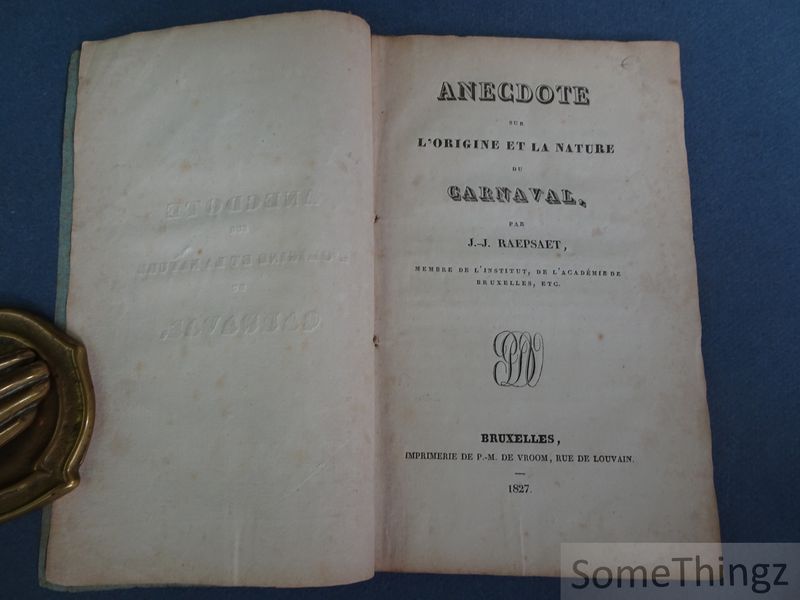 ANECDOTE
SUR
L'ORIGINE ET LA NATURE
DU
CARNAVAL,
PAR
J.-J. RAEPSAET,
MEMBRE DE L'INSTITUT, DE L'ACADÉMIE DE
BRUXELLES, ETC.
BRUXELLES,
IMPRIMERIE DE P.-M. DE VROOM, RUE DE LOUVAIN.
1827.
SomeThingz